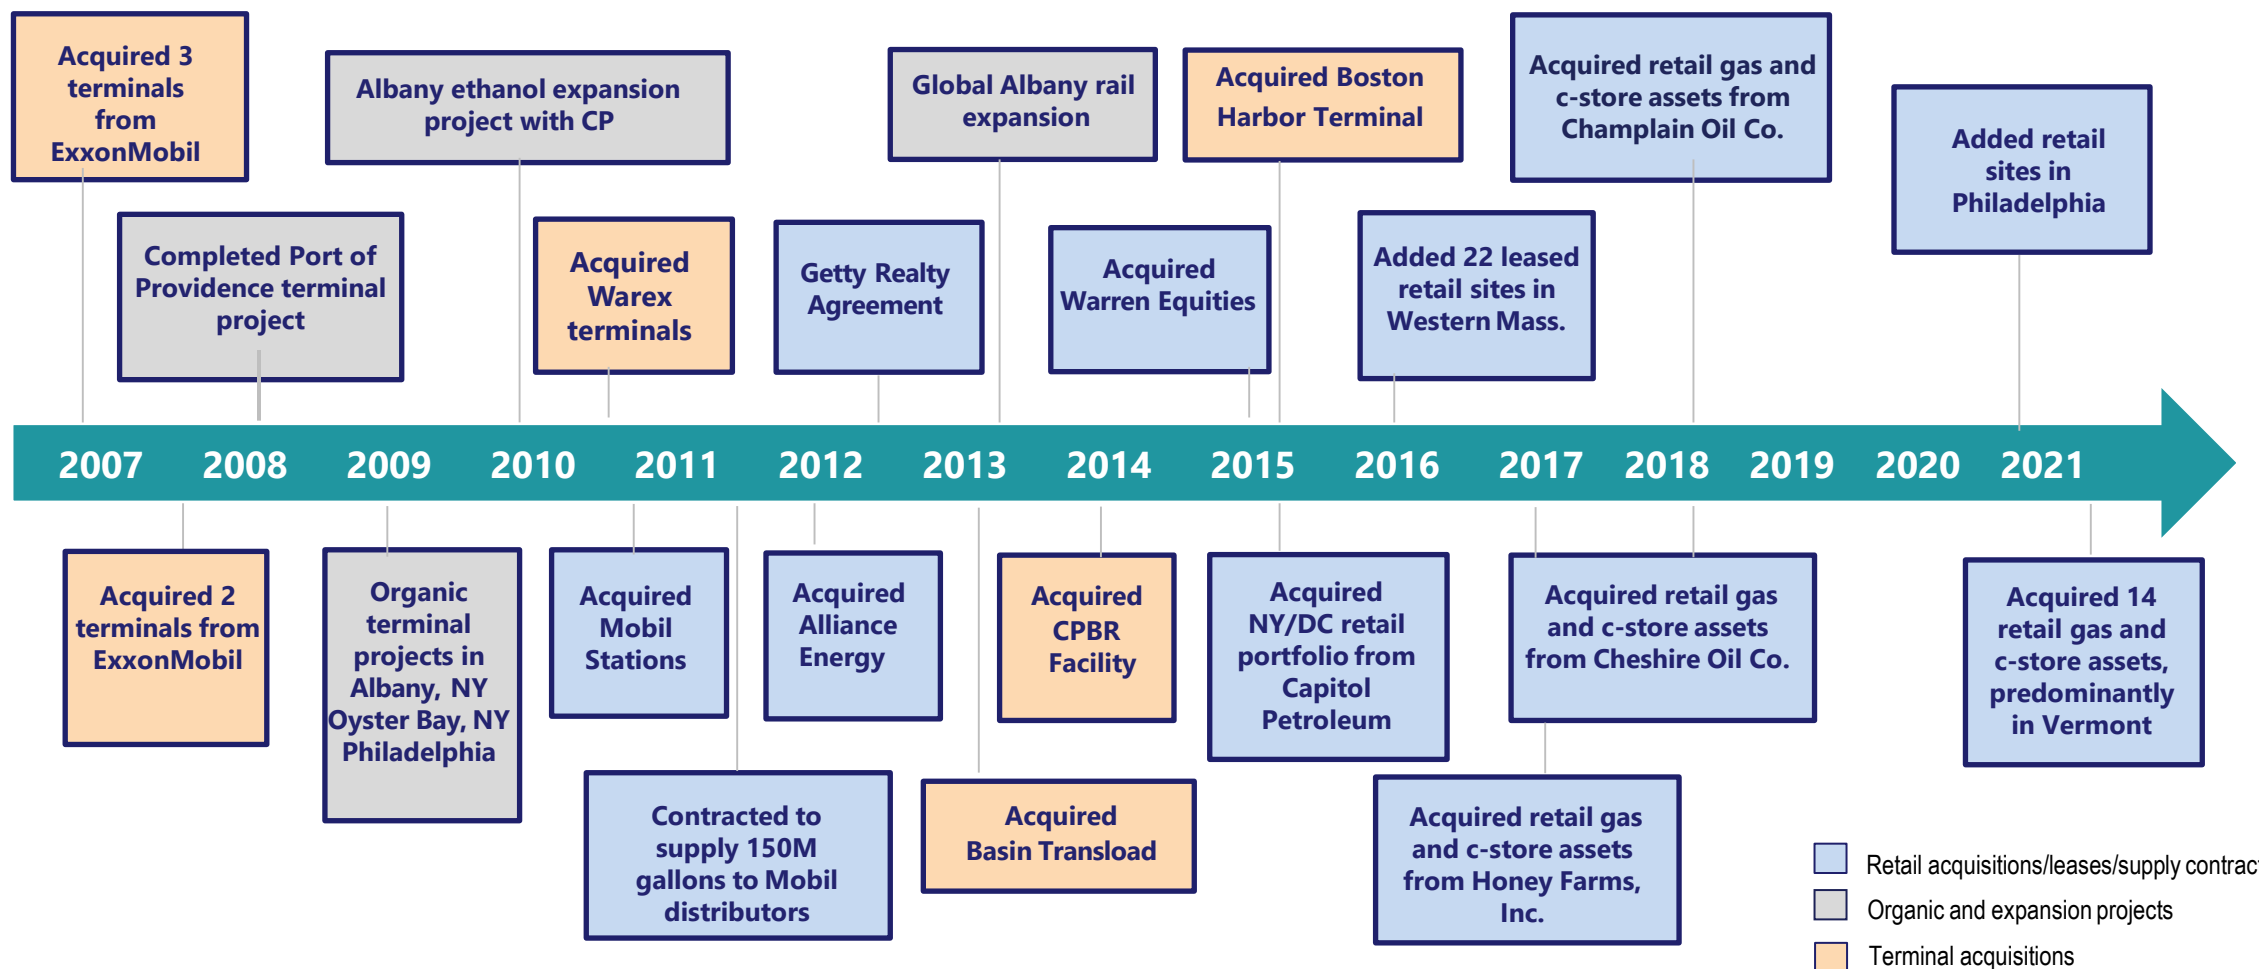 Acquired 3
terminals
from
ExxonMobil
Albany ethanol expansion
project with CP
Global Albany rail
expansion
Acquired Boston
Harbor Terminal
Acquired retail gas and
c-store assets from
Champlain Oil Co.
Added retail
sites in
Philadelphia
Completed Port of
Providence terminal
project
Acquired
Warex
terminals
Getty Realty
Agreement
Acquired
Warren Equities
Added 22 leased
retail sites in
Western Mass.
2007 2008 2009 2010 2011 2012 2013 2014 2015 2016 2017 2018 2019 2020 2021
Acquired 2
terminals from
ExxonMobil
Organic
terminal
projects in
Albany, NY
Oyster Bay, NY
Philadelphia
Acquired
Mobil
Stations
Acquired
Alliance
Energy
Acquired
CPBR
Facility
Acquired
NY/DC retail
portfolio from
Capitol
Petroleum
Acquired retail gas
and c-store assets
from Cheshire Oil Co.
Acquired 14
retail gas and
c-store assets,
predominantly
in Vermont
Contracted to
supply 150M
gallons to Mobil
distributors
Acquired
Basin Transload
Acquired retail gas
and c-store assets
from Honey Farms,
Inc.
Retail acquisitions/leases/supply contract
Organic and expansion projects
Terminal acquisitions